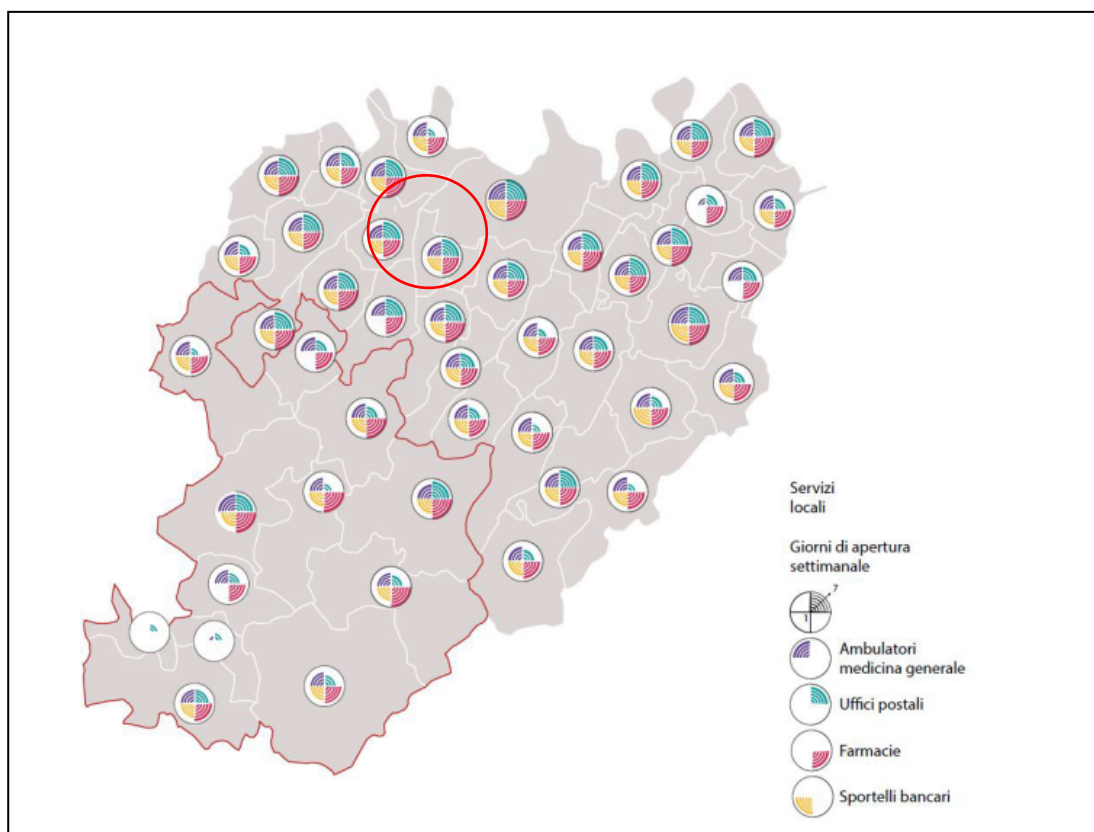 Servizi
locali
Giorni di apertura
settimanale
7
1
Ambulatori
medicina generale
Uffici postali
Farmacie
Sportelli bancari